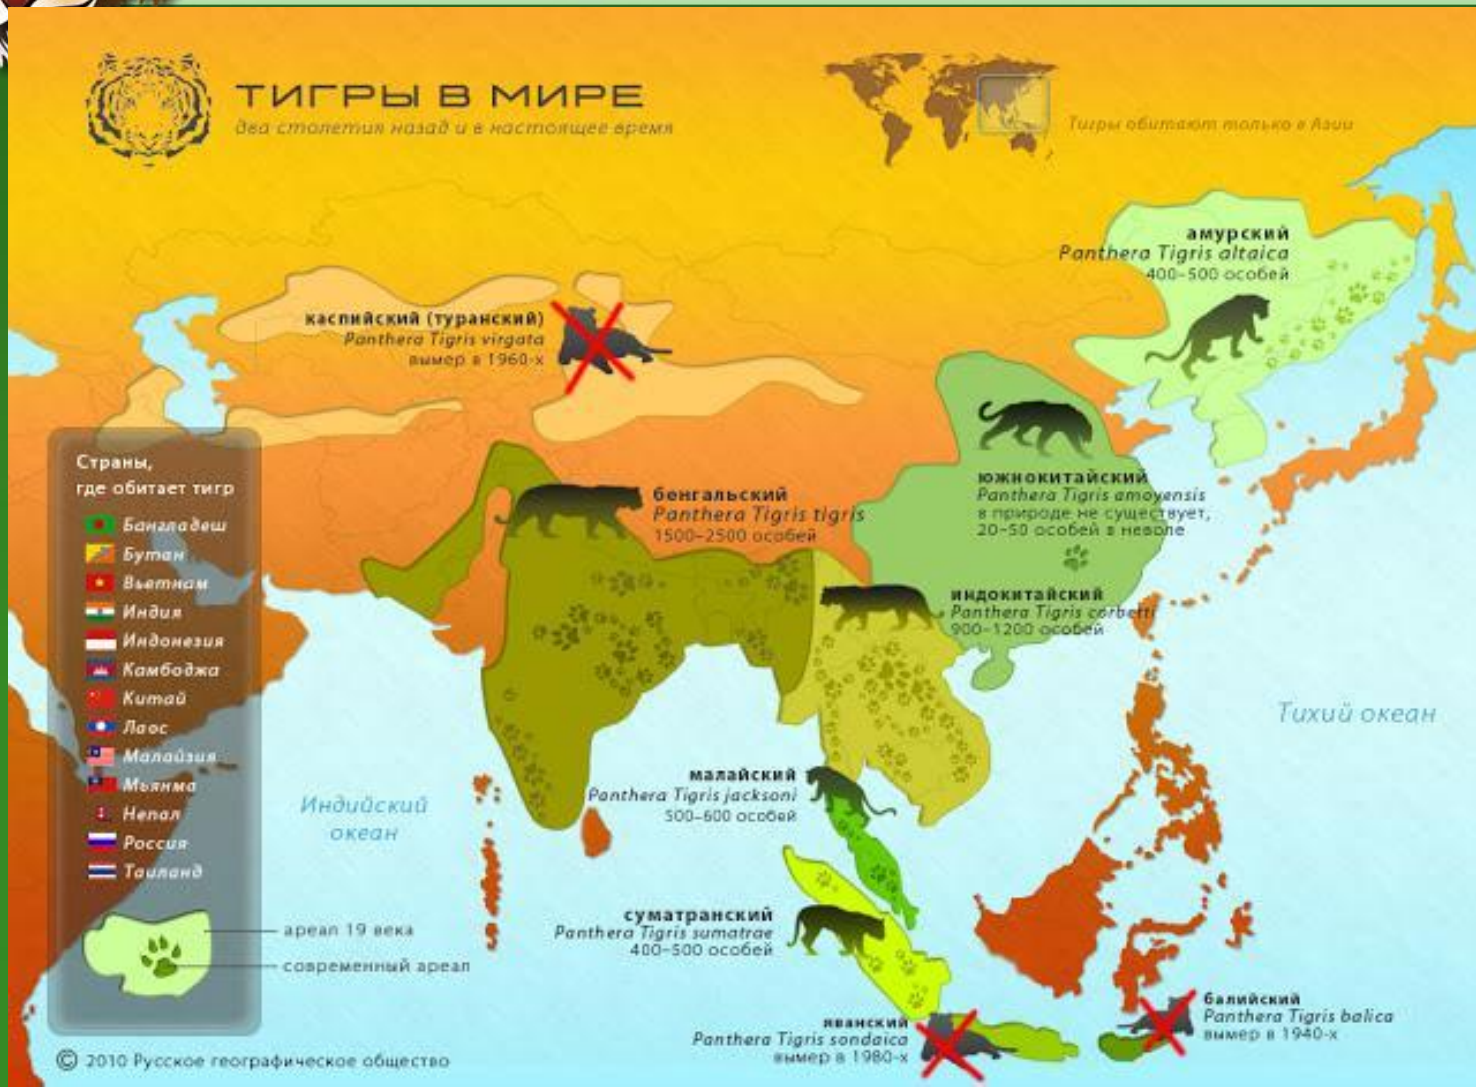 ТИГРЫ В МИРЕ
два столетия назад и в настоящее время
Тигры обитают только в Азии
амурский
Panthera Tigris altaica
400–500 особей
каспийский (туранский)
Panthera Tigris virgata
вымер в 1960-х
Страны,
где обитает тигр
Бангладеш
Бутан
Вьетнам
Индия
Индонезия
Камбоджа
Китай
Лаос
Малайзия
Мьянма
Непал
Россия
Таиланд
ареал 19 века
современный ареал
бенгальский
Panthera Tigris tigris
1500–2500 особей
южнокитайский
Panthera Tigris amoyensis
в природе не существует,
20–50 особей в неволе
индокитайский
Panthera Tigris corbetti
900–1200 особей
Тихий океан
Индийский
океан
малайский
Panthera Tigris jacksoni
500–600 особей
суматранский
Panthera Tigris sumatrae
400–500 особей
яванский
Panthera Tigris sondaica
вымер в 1980-х
балийский
Panthera Tigris balica
вымер в 1940-х
© 2010 Русское географическое общество